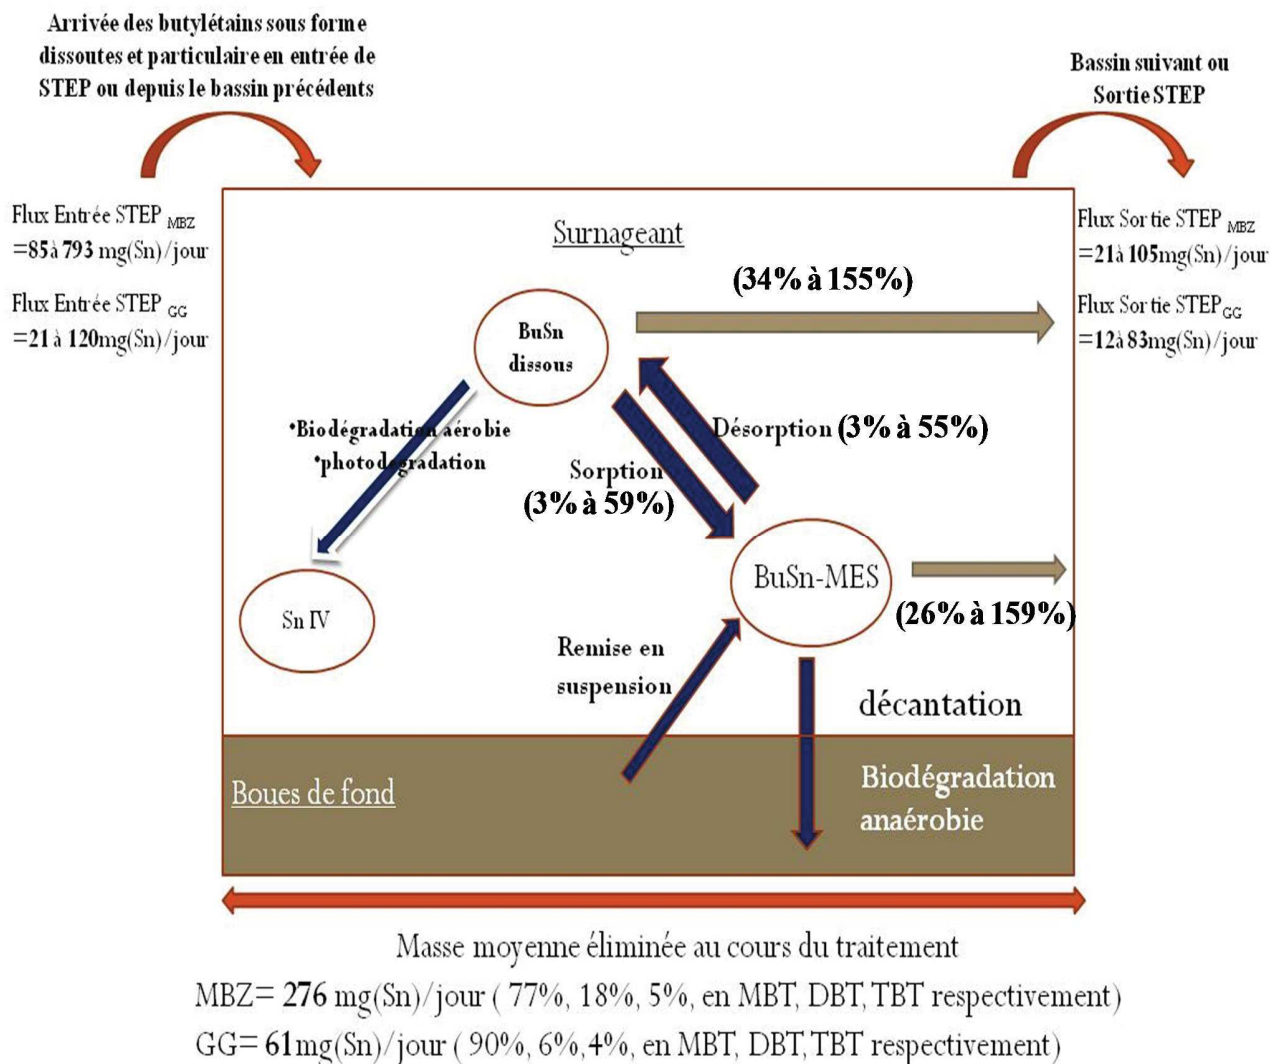 Arrivée des butylétains sous forme
dissoutes et particulaire en entrée de
STEP ou depuis le bassin précédents
Bassin suivant ou
Sortie STEP
Flux Entrée STEP MBZ
=85à 793 mg(Sn)/jour
Flux Entrée STEP GG
=21 à 120mg(Sn)/jour
Flux Sortie STEP MBZ
=21à 105mg(Sn)/jour
Flux Sortie STEP GG
=12à 83mg(Sn)/jour
Surnageant
(34% à 155%)
BuSn
dissous
•Biodégradation aérobie
•photodégradation
Désorption (3% à 55%)
Sorption
(3% à 59%)
BuSn-MES
(26% à 159%)
Sn IV
Remise en
suspension
décantation
Boues de fond
Biodégradation
anaérobie
Masse moyenne éliminée au cours du traitement
MBZ= 276 mg(Sn)/jour ( 77%, 18%, 5%, en MBT, DBT, TBT respectivement)
GG= 61mg(Sn)/jour ( 90%, 6%,4%, en MBT, DBT, TBT respectivement)